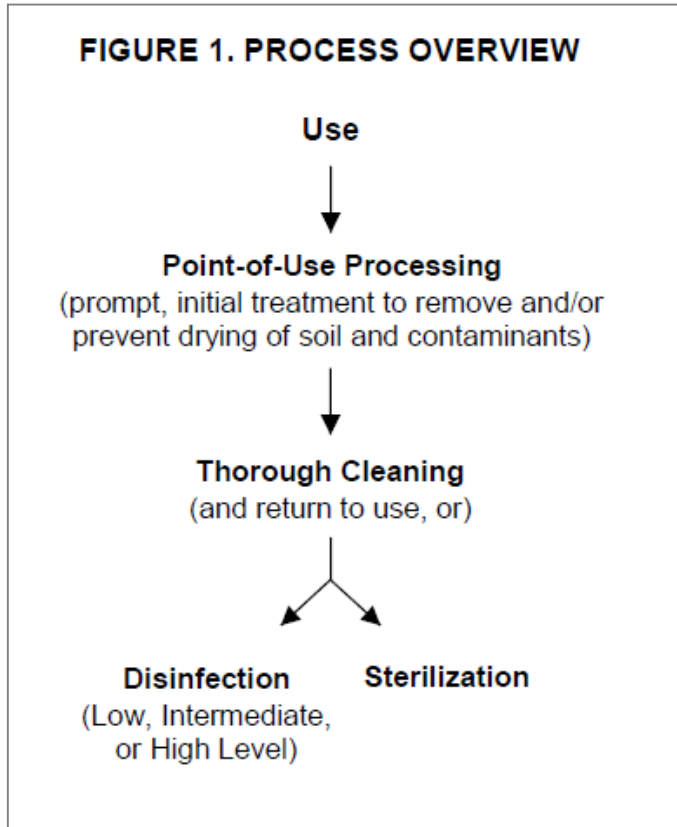 FIGURE 1. PROCESS OVERVIEW
Use
Point-of-Use Processing
(prompt, initial treatment to remove and/or
prevent drying of soil and contaminants)
Thorough Cleaning
(and return to use, or)
Disinfection
(Low, Intermediate,
or High Level)
Sterilization